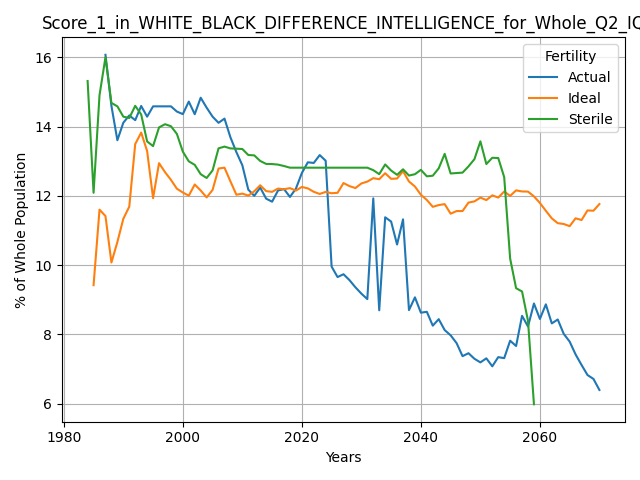 Score_1_in_WHITE_BLACK_DIFFERENCE_INTELLIGENCE_for_Whole_Q2_IQ
Fertility
Actual
Ideal
Sterile
% of Whole Population
16
14
12
10
8
6
1980 2000 2020 2040 2060
Years